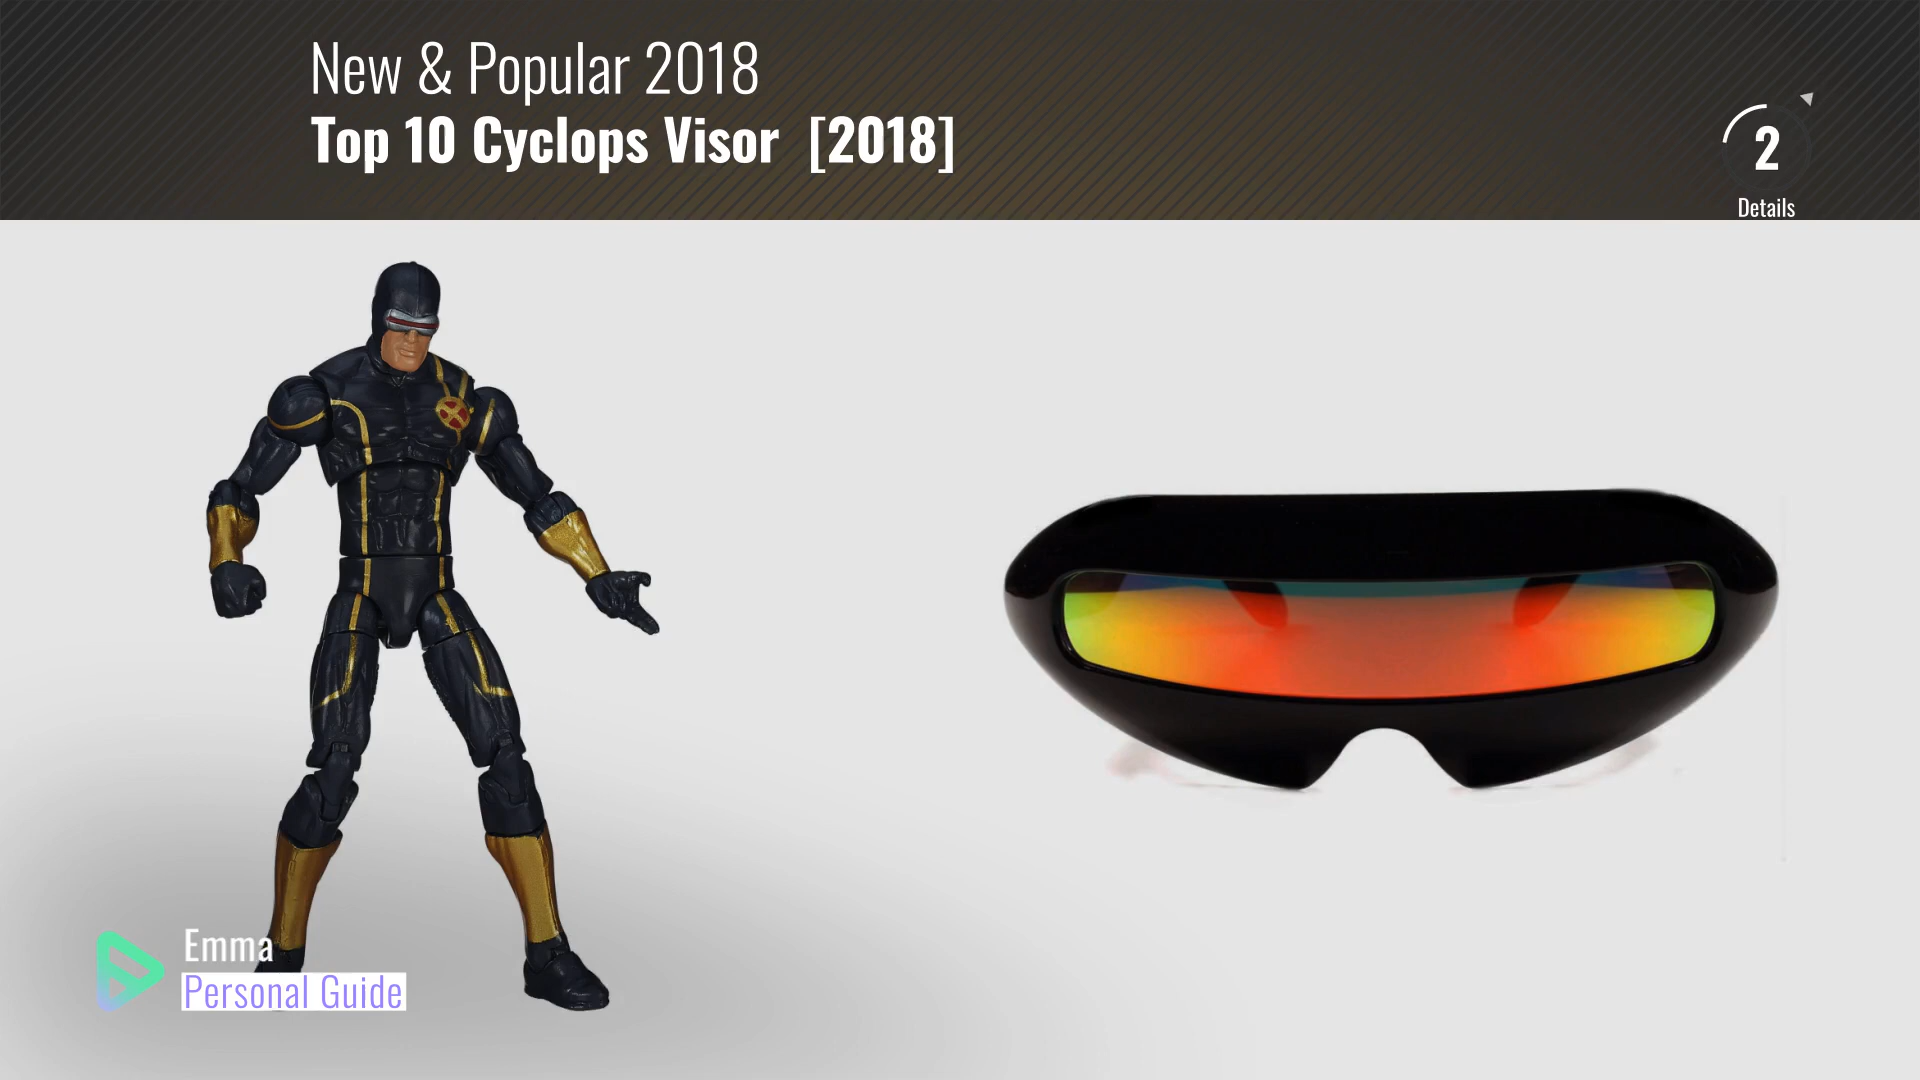 New & Popular 2018
Top 10 Cyclops Visor [2018]
2
Details
Emma
Personal Guide